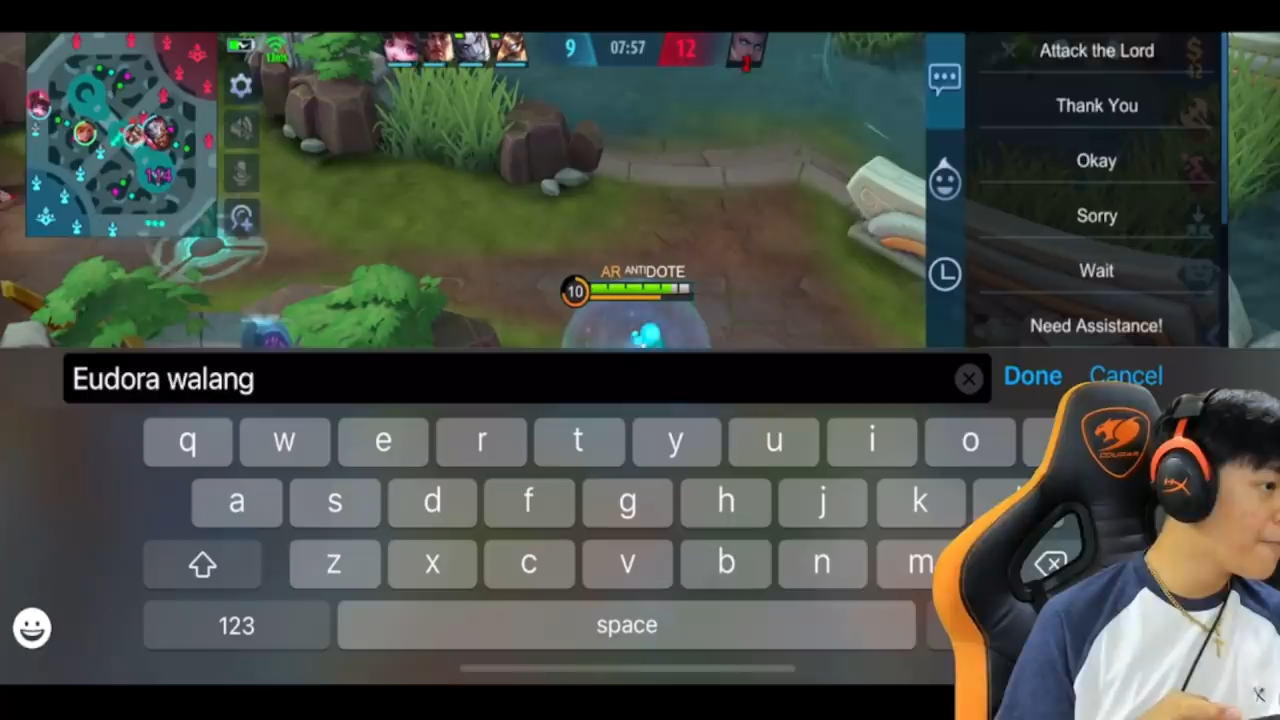 9 07:57 12
Attack the Lord
Thank You
Okay
Sorry
Wait
Need Assistance!
114
AR ANTIDOTE
10
Eudora walang
Done Cancel
q w e r t y u i o
a s d f g h j k
z x c v b n m
123 space
COUGAR